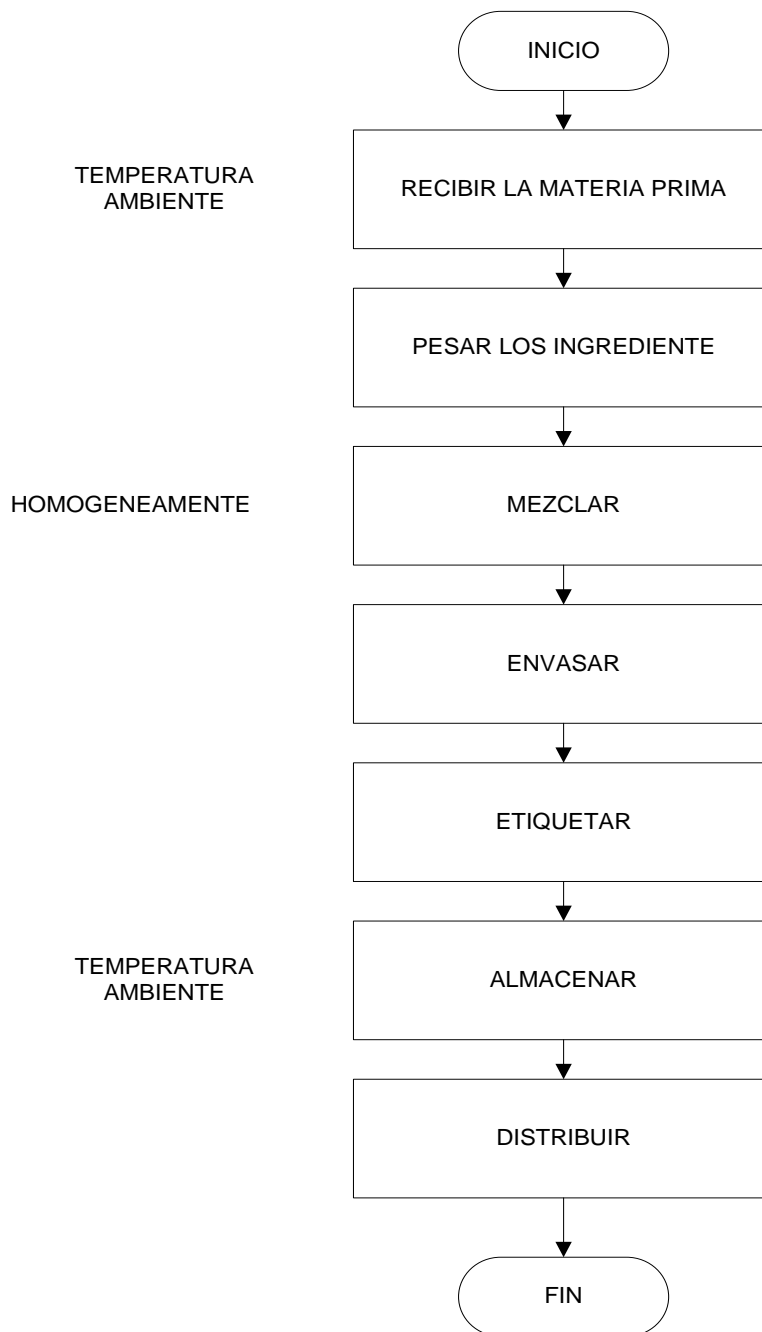 INICIO
TEMPERATURA
AMBIENTE
RECIBIR LA MATERIA PRIMA
PESAR LOS INGREDIENTE
HOMOGENEAMENTE
MEZCLAR
ENVASAR
ETIQUETAR
TEMPERATURA
AMBIENTE
ALMACENAR
DISTRIBUIR
FIN